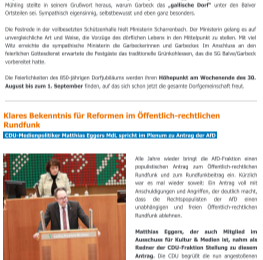 Mühling stellte in seinem Grußwort heraus, warum Garbeck das „gallische Dorf" unter den Balver
Ortsteilen sei. Sympathisch eigensinnig, selbstbewusst und eben ganz besonders.
Die Festrede in der vollbesetzten Schützenhalle hielt Ministerin Scharrenbach. Der Ministerin gelang es auf
unvergleichliche Art und Weise, die Vorzüge des dörflichen Lebens in den Mittelpunkt zu stellen. Mit viel
Witz erreichte die sympathische Ministerin die Garbeckerinnen und Garbecker. Im Anschluss an den
feierlichen Gottesdienst erwartete die Festgäste das traditionelle Grünkohlessen, das die SG Balve/Garbeck
vorbereitet hatte.
Die Feierlichkeiten des 850-jährigen Dorfjubiläums werden ihren Höhepunkt am Wochenende des 30.
August bis zum 1. September finden, auf das sich schon jetzt die gesamte Dorfgemeinschaft freut.
Klares Bekenntnis für Reformen im Öffentlich-rechtlichen
Rundfunk
CDU-Medienpolitiker Matthias Eggers MdL spricht im Plenum zu Antrag der AfD
Alle Jahre wieder bringt die AfD-Fraktion einen
populistischen Antrag zum Öffentlich-rechtlichen
Rundfunk und zum Rundfunkbeitrag ein. Kürzlich
war es mal wieder soweit: Ein Antrag voll mit
Anschuldigungen und Angriffen, der deutlich macht,
dass die Rechtspopulisten der AfD einen
unabhängigen und freien Öffentlich-rechtlichen
Rundfunk ablehnen.
Matthias Eggers, der auch Mitglied im
Ausschuss für Kultur & Medien ist, nahm als
Redner der CDU-Fraktion Stellung zu diesem
Antrag. Die CDU begrüßt die nun angestoßenen